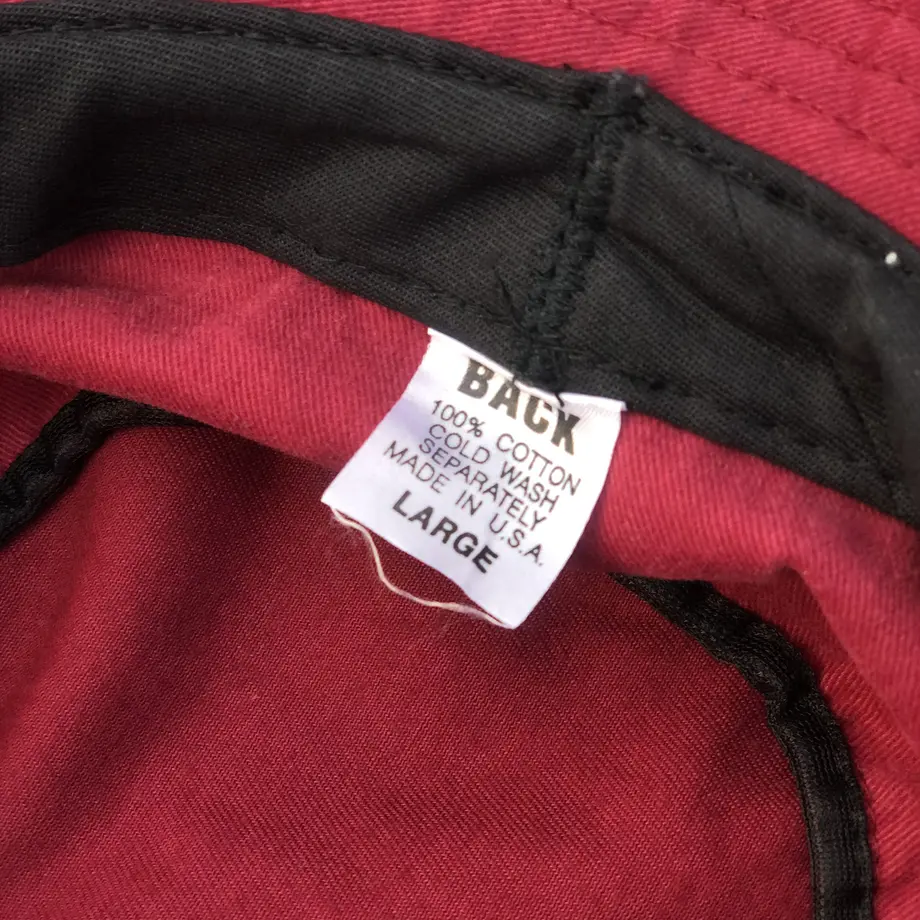 BACK
100% COTTON
COLD WASH
SEPARATELY
MADE IN U.S.A.
LARGE